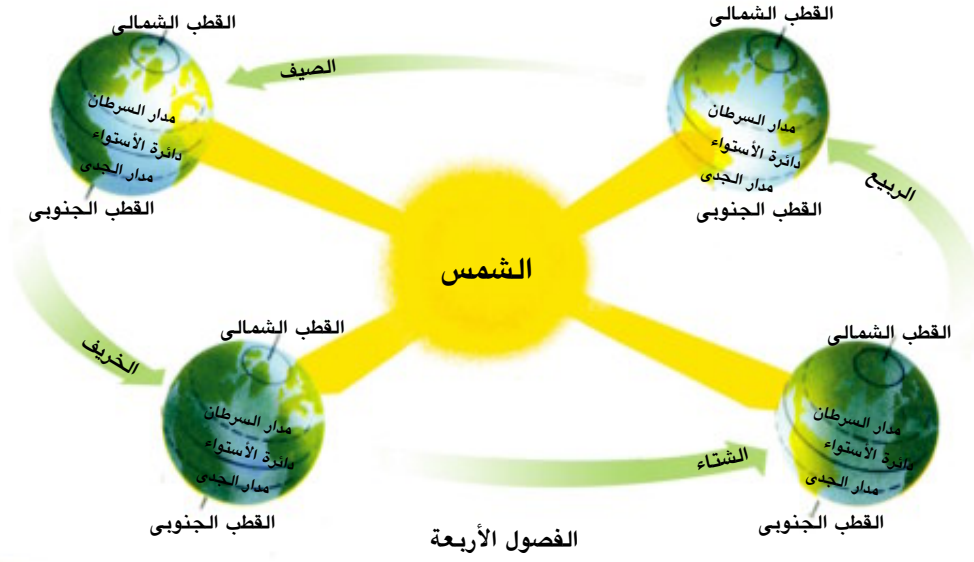 القطب الشمالى
القطب الشمالى
الصيف
مدار السرطان
دائرة الأستواء
مدار الجدى
القطب الجنوبى
مدار السرطان
دائرة الأستواء
مدار الجدى
القطب الجنوبى
الربيع
الشمس
القطب الشمالى
القطب الشمالى
الخريف
مدار السرطان
دائرة الأستواء
مدار الجدى
القطب الجنوبى
مدار السرطان
دائرة الأستواء
مدار الجدى
القطب الجنوبى
الشتاء
الفصول الأربعة